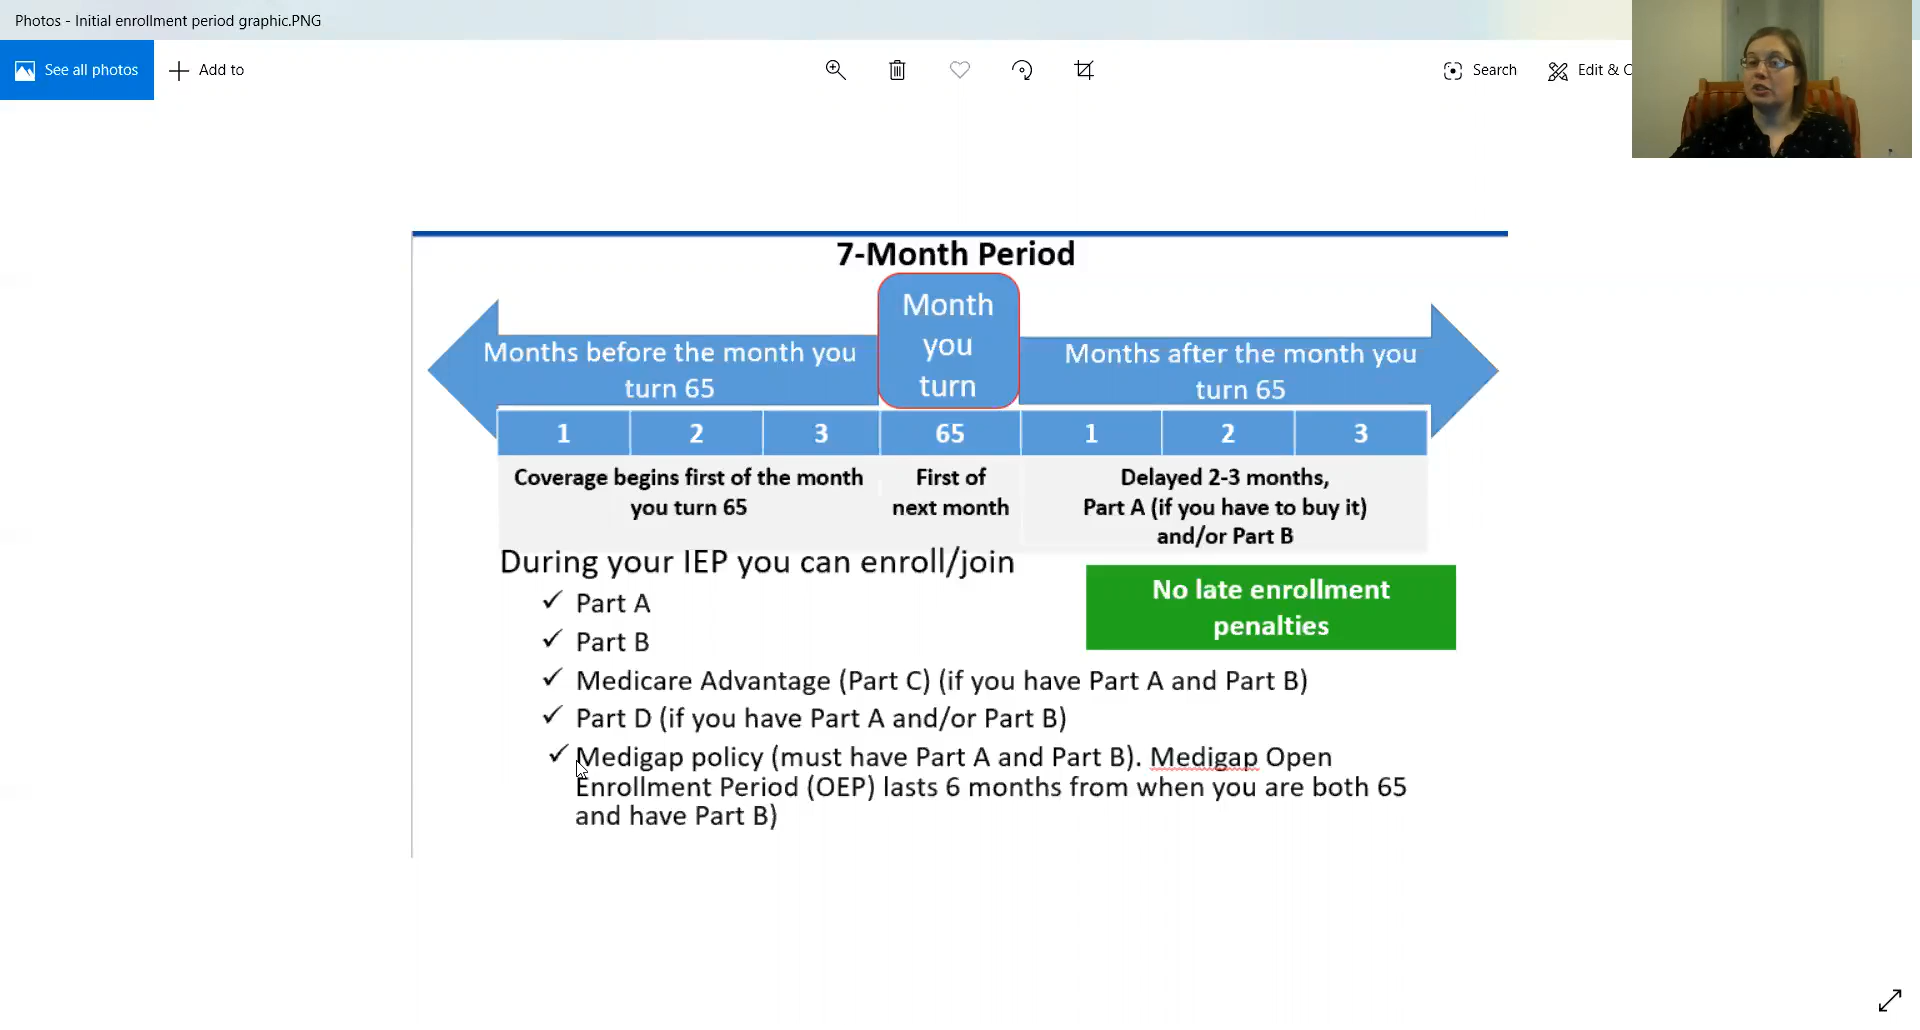 Photos - Initial enrollment period graphic.PNG
See all photos
Add to
Search
Edit & C
7-Month Period
Months before the month you
turn 65
Month
you
turn
Months after the month you
turn 65
1 2 3 65 1 2 3
Coverage begins first of the month
you turn 65
First of
next month
Delayed 2-3 months,
Part A (if you have to buy it)
and/or Part B
During your IEP you can enroll/join
No late enrollment
penalties
✓ Part A
✓ Part B
✓ Medicare Advantage (Part C) (if you have Part A and Part B)
✓ Part D (if you have Part A and/or Part B)
✓ Medigap policy (must have Part A and Part B). Medigap Open
Enrollment Period (OEP) lasts 6 months from when you are both 65
and have Part B)